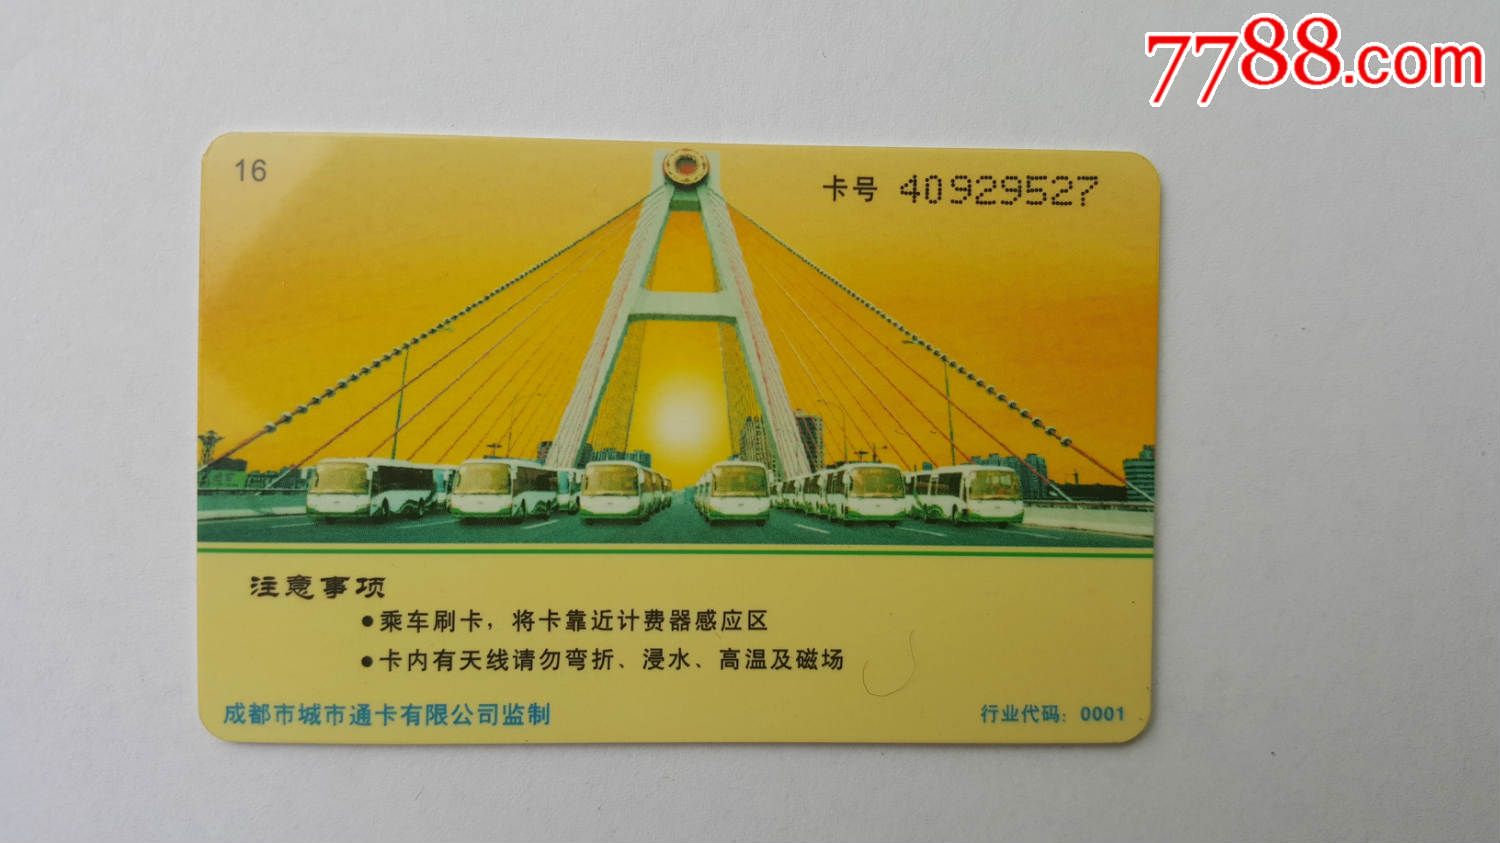 7788.com
16
卡号 40929527
注意事项
●乘车刷卡，将卡靠近计费器感应区
●卡内有天线请勿弯折、浸水、高温及磁场
成都市城市通卡有限公司监制
行业代码：0001